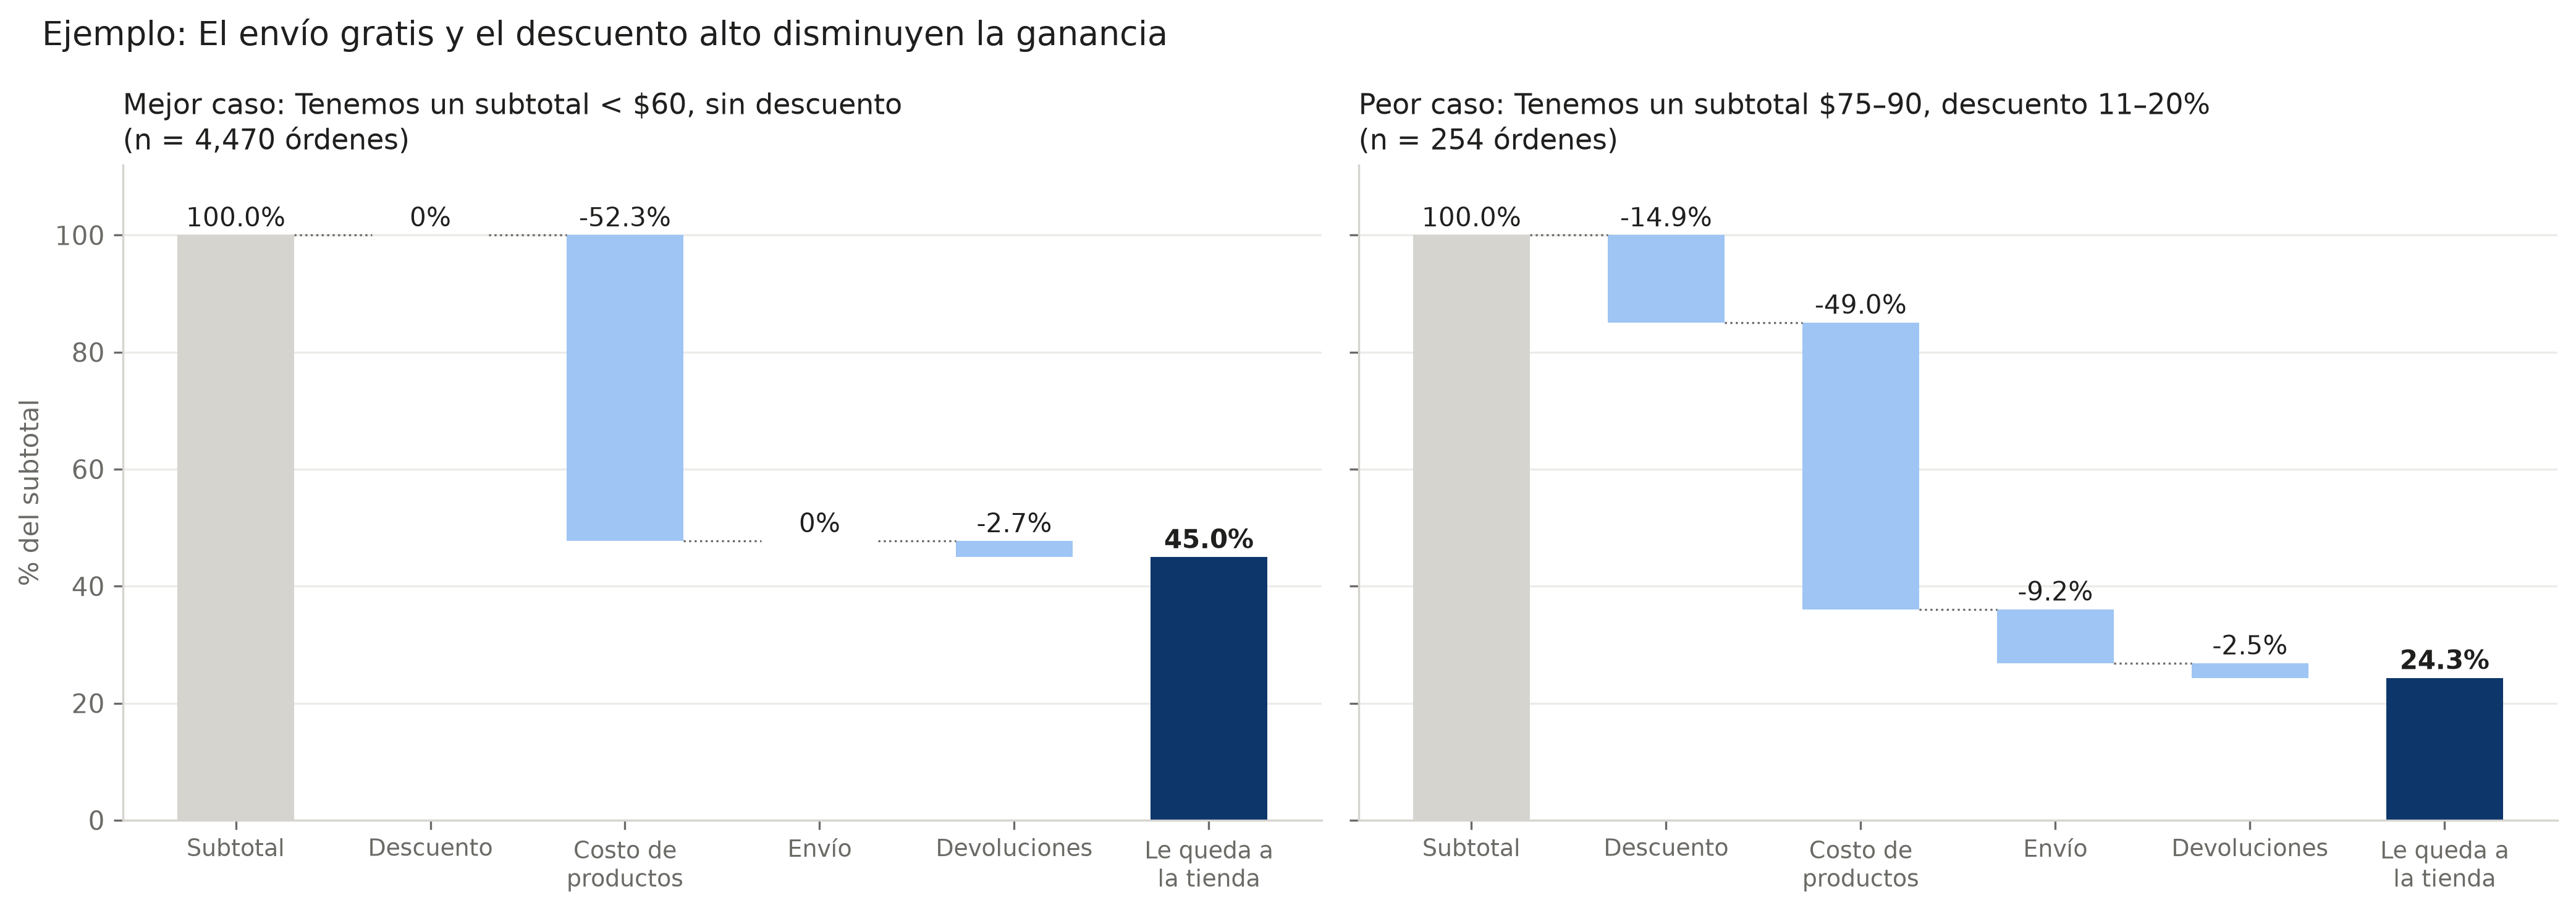 Ejemplo: El envío gratis y el descuento alto disminuyen la ganancia
Mejor caso: Tenemos un subtotal < $60, sin descuento
(n = 4,470 órdenes)
% del subtotal
100
80
60
40
20
0
100.0%
0%
-52.3%
0%
-2.7%
45.0%
Subtotal
Descuento
Costo de
productos
Envío
Devoluciones
Le queda a
la tienda
Peor caso: Tenemos un subtotal $75–90, descuento 11–20%
(n = 254 órdenes)
100.0%
-14.9%
-49.0%
-9.2%
-2.5%
24.3%
Subtotal
Descuento
Costo de
productos
Envío
Devoluciones
Le queda a
la tienda